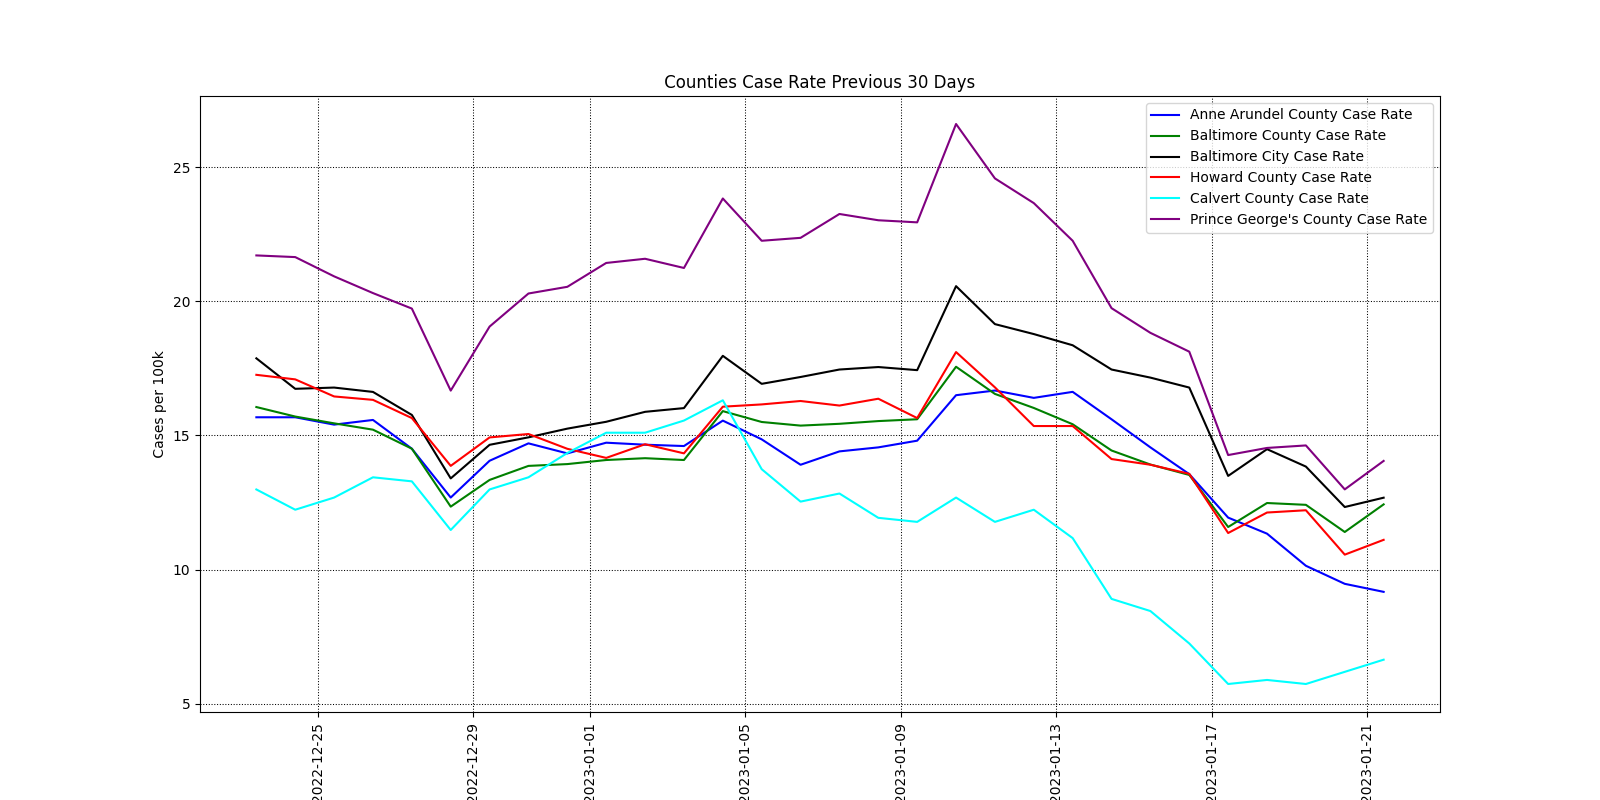 Counties Case Rate Previous 30 Days
Cases per 100k
25
20
15
10
5
Anne Arundel County Case Rate
Baltimore County Case Rate
Baltimore City Case Rate
Howard County Case Rate
Calvert County Case Rate
Prince George's County Case Rate
2022-12-25
2022-12-29
2023-01-01
2023-01-05
2023-01-09
2023-01-13
2023-01-17
2023-01-21